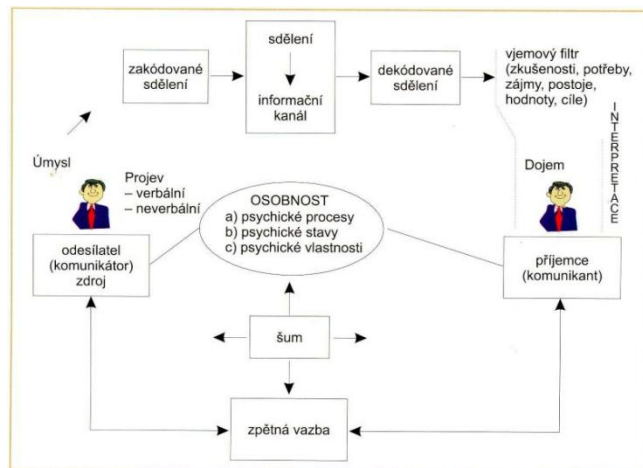 sdělení
informační
kanál
zakódované
sdělení
dekódované
sdělení
vjemový filtr
(zkušenosti, potřeby,
zájmy, postoje,
hodnoty, cíle)
INTERPRETACE
Úmysl
Projev
– verbální
– neverbální
Dojem
OSOBNOST
a) psychické procesy
b) psychické stavy
c) psychické vlastnosti
odesílatel
(komunikátor)
zdroj
příjemce
(komunikant)
šum
zpětná vazba